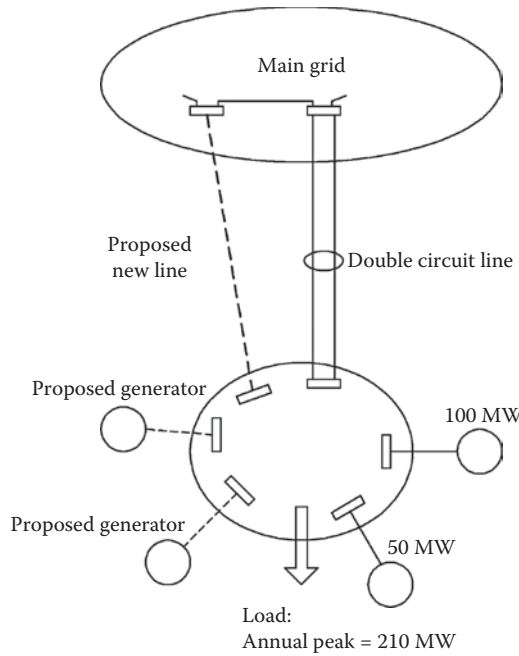 Main grid
Proposed
new line
Double circuit line
Proposed generator
100 MW
Proposed generator
50 MW
Load:
Annual peak = 210 MW